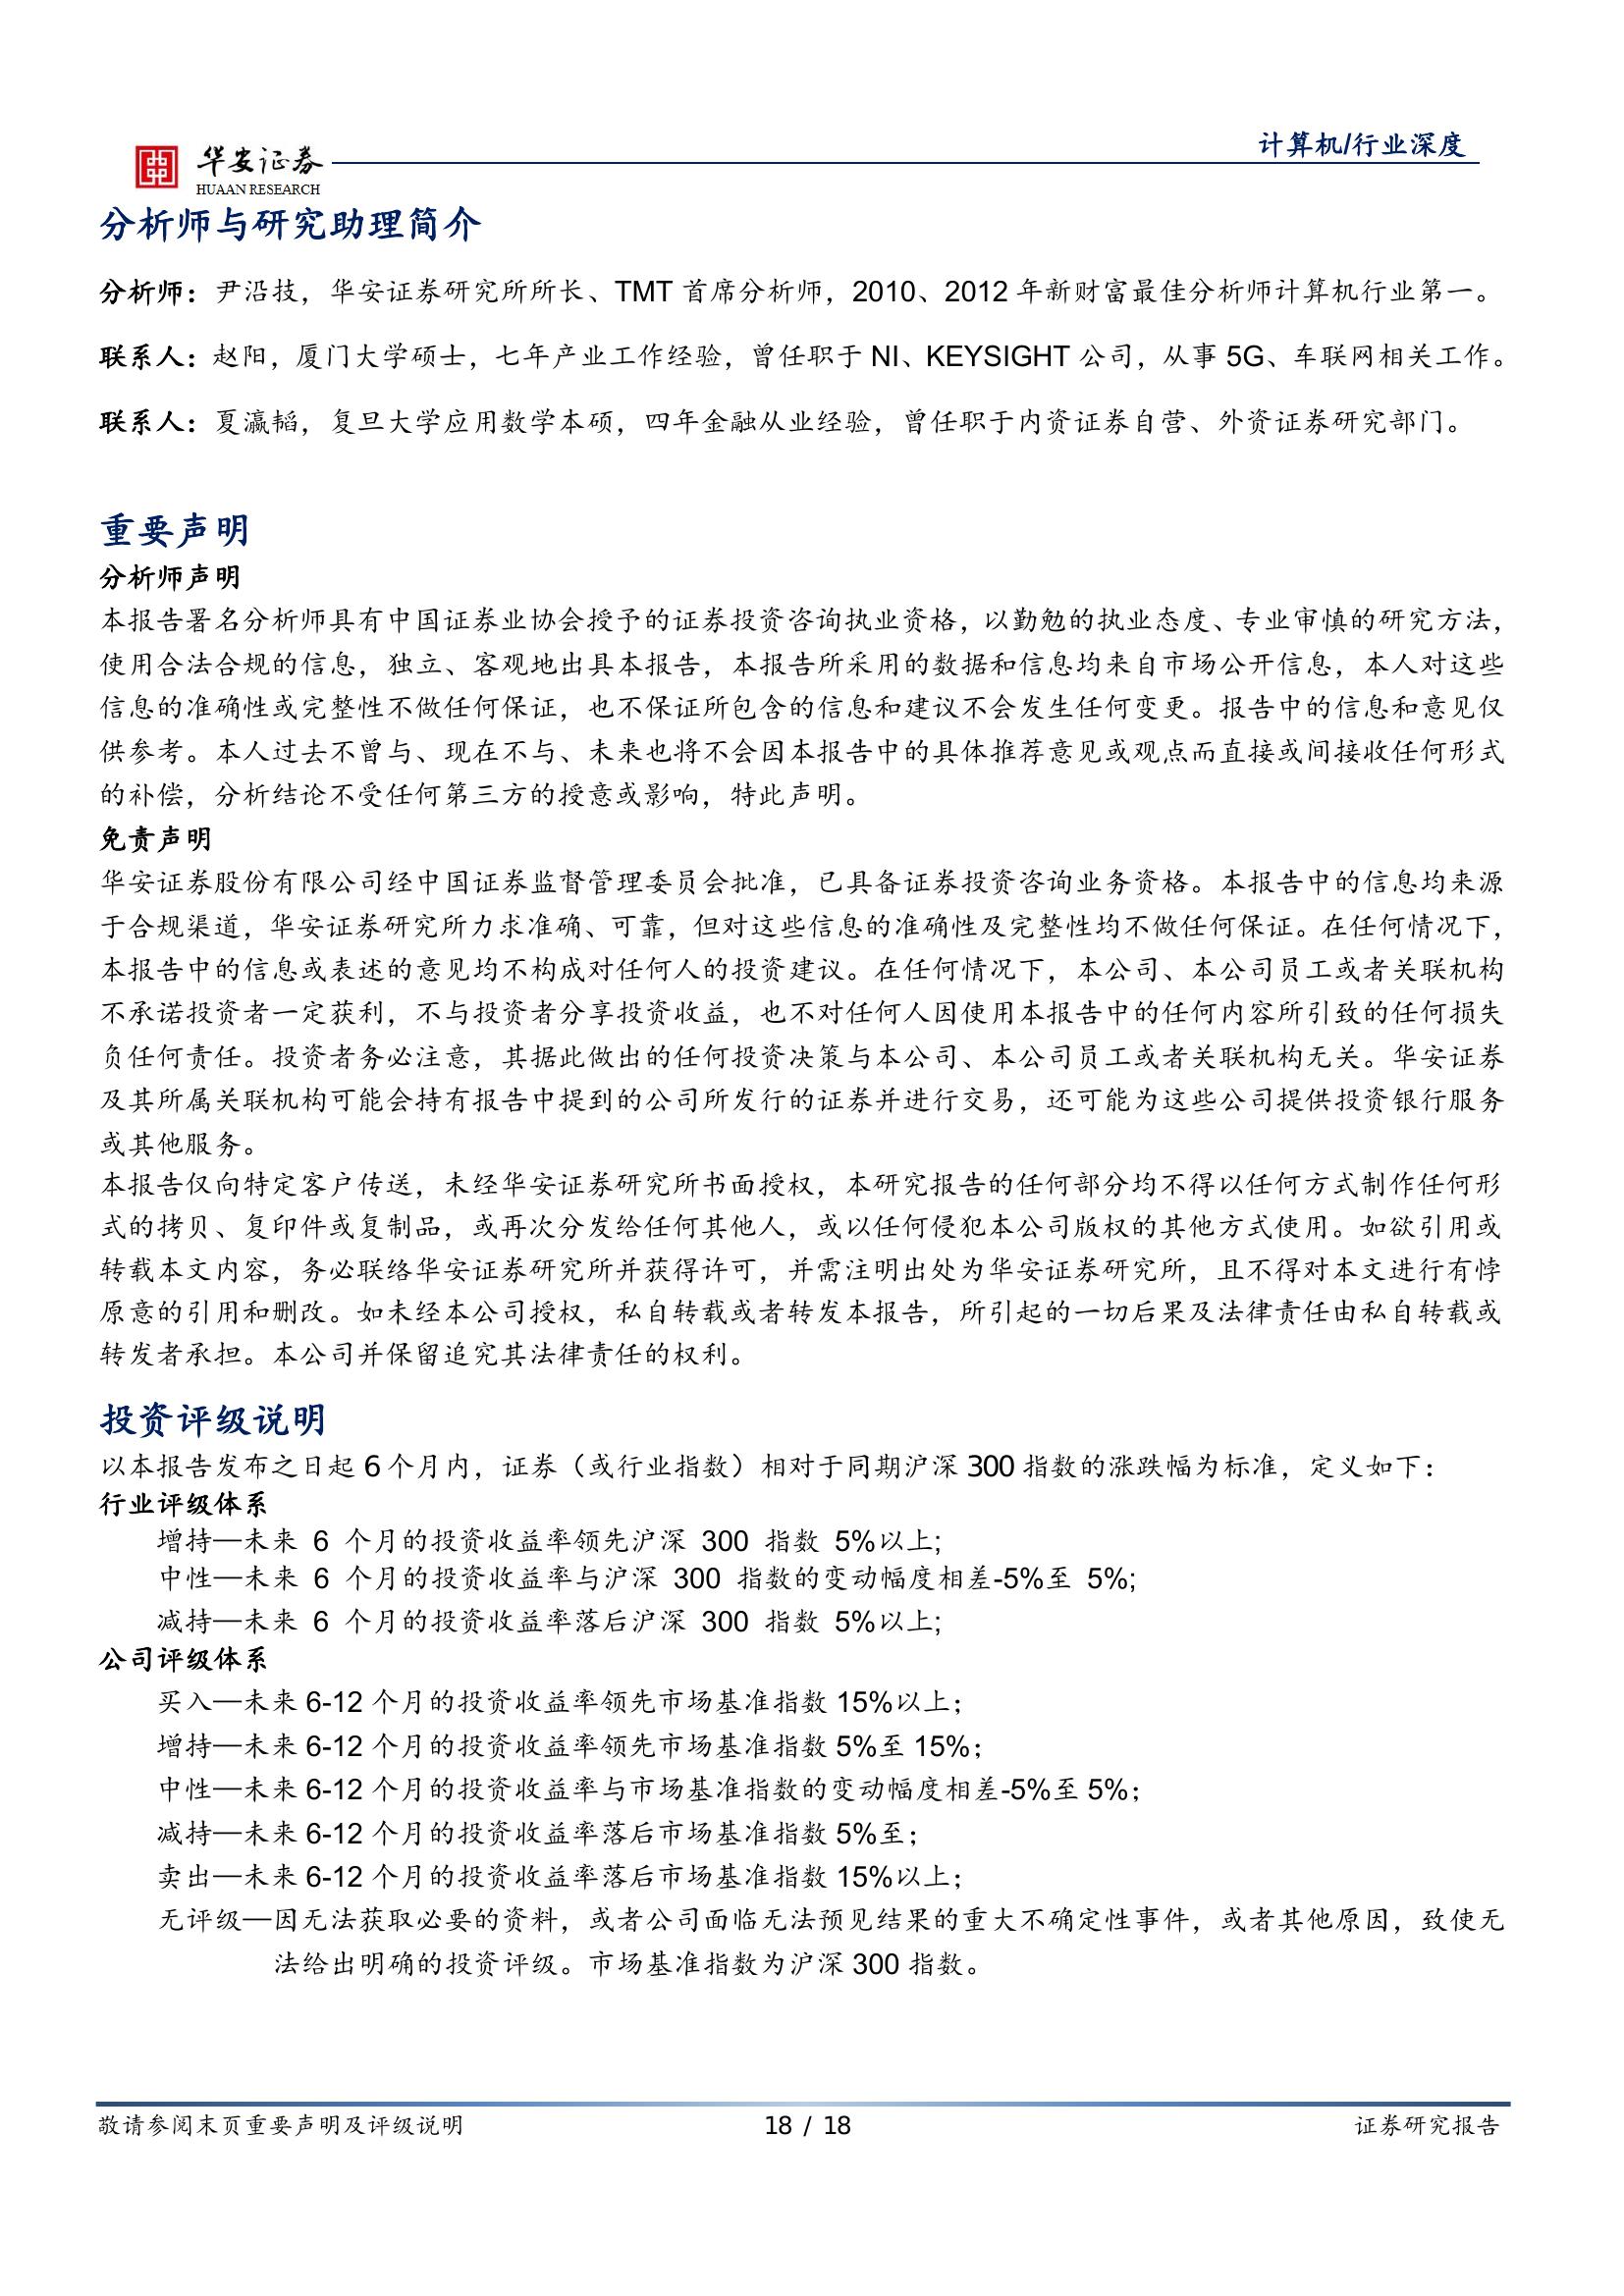 计算机/行业深度
华安证券
HUAAN RESEARCH
分析师与研究助理简介
分析师：尹沿技，华安证券研究所所长、TMT 首席分析师，2010、2012 年新财富最佳分析师计算机行业第一。
联系人：赵阳，厦门大学硕士，七年产业工作经验，曾任职于 NI、KEYSIGHT 公司，从事 5G、车联网相关工作。
联系人：夏瀛韬，复旦大学应用数学本硕，四年金融从业经验，曾任职于内资证券自营、外资证券研究部门。
重要声明
分析师声明
本报告署名分析师具有中国证券业协会授予的证券投资咨询执业资格，以勤勉的执业态度、专业审慎的研究方法，
使用合法合规的信息，独立、客观地出具本报告，本报告所采用的数据和信息均来自市场公开信息，本人对这些
信息的准确性或完整性不做任何保证，也不保证所包含的信息和建议不会发生任何变更。报告中的信息和意见仅
供参考。本人过去不曾与、现在不与、未来也将不会因本报告中的具体推荐意见或观点而直接或间接收任何形式
的补偿，分析结论不受任何第三方的授意或影响，特此声明。
免责声明
华安证券股份有限公司经中国证券监督管理委员会批准，已具备证券投资咨询业务资格。本报告中的信息均来源
于合规渠道，华安证券研究所力求准确、可靠，但对这些信息的准确性及完整性均不做任何保证。在任何情况下，
本报告中的信息或表述的意见均不构成对任何人的投资建议。在任何情况下，本公司、本公司员工或者关联机构
不承诺投资者一定获利，不与投资者分享投资收益，也不对任何人因使用本报告中的任何内容所引致的任何损失
负任何责任。投资者务必注意，其据此做出的任何投资决策与本公司、本公司员工或者关联机构无关。华安证券
及其所属关联机构可能会持有报告中提到的公司所发行的证券并进行交易，还可能为这些公司提供投资银行服务
或其他服务。
本报告仅向特定客户传送，未经华安证券研究所书面授权，本研究报告的任何部分均不得以任何方式制作任何形
式的拷贝、复印件或复制品，或再次分发给任何其他人，或以任何侵犯本公司版权的其他方式使用。如欲引用或
转载本文内容，务必联络华安证券研究所并获得许可，并需注明出处为华安证券研究所，且不得对本文进行有悖
原意的引用和删改。如未经本公司授权，私自转载或者转发本报告，所引起的一切后果及法律责任由私自转载或
转发者承担。本公司并保留追究其法律责任的权利。
投资评级说明
以本报告发布之日起 6 个月内，证券（或行业指数）相对于同期沪深 300 指数的涨跌幅为标准，定义如下：
行业评级体系
增持—未来 6 个月的投资收益率领先沪深 300 指数 5%以上;
中性—未来 6 个月的投资收益率与沪深 300 指数的变动幅度相差-5%至 5%;
减持—未来 6 个月的投资收益率落后沪深 300 指数 5%以上;
公司评级体系
买入—未来 6-12 个月的投资收益率领先市场基准指数 15%以上；
增持—未来 6-12 个月的投资收益率领先市场基准指数 5%至 15%；
中性—未来 6-12 个月的投资收益率与市场基准指数的变动幅度相差-5%至 5%；
减持—未来 6-12 个月的投资收益率落后市场基准指数 5%至；
卖出—未来 6-12 个月的投资收益率落后市场基准指数 15%以上；
无评级—因无法获取必要的资料，或者公司面临无法预见结果的重大不确定性事件，或者其他原因，致使无
法给出明确的投资评级。市场基准指数为沪深 300 指数。
敬请参阅末页重要声明及评级说明 18 / 18 证券研究报告